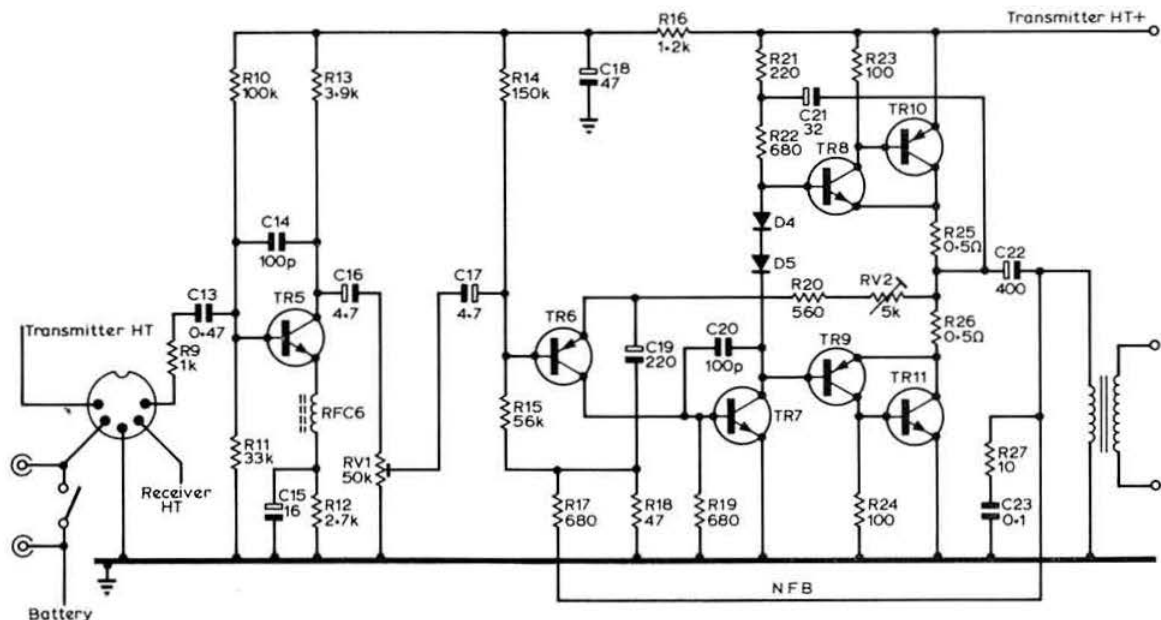 R16
1·2k
Transmitter HT+
R10
100k
R13
3·9k
R14
150k
C18
47
R21
220
R23
100
C21
32
TR10
R22
680
TR8
C14
100p
D4
R25
0·5Ω
C22
400
D5
C16
4·7
C17
4·7
R20
560
RV2
5k
C13
0·47
TR5
TR6
Transmitter HT
R9
1k
C19
220
C20
100p
TR9
R26
0·5Ω
RFC6
R15
56k
TR7
TR11
R11
33k
RV1
50k
Receiver
HT
C15
16
R12
2·7k
R17
680
R18
47
R19
680
R24
100
R27
10
C23
0·1
NFB
Battery